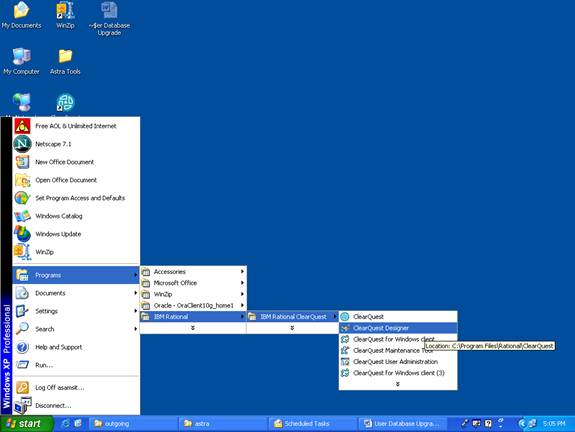 My Documents
WinZip
~$er Database Upgrade
My Computer
Astra Tools
Free AOL & Unlimited Internet
Netscape 7.1
New Office Document
Open Office Document
Set Program Access and Defaults
Windows Catalog
Windows Update
WinZip
Programs
Documents
Settings
Search
Help and Support
Run...
Log Off asamsit...
Disconnect...
Windows XP Professional
Accessories
Microsoft Office
WinZip
Oracle - OraClient10g_home1
IBM Rational
IBM Rational ClearQuest
ClearQuest
ClearQuest Designer
ClearQuest for Windows client
Location: C:\Program Files\Rational\ClearQuest
ClearQuest Maintenance Tool
ClearQuest User Administration
ClearQuest for Windows client (3)
start
outgoing
astra
Scheduled Tasks
User Database Upgra...
5:05 PM